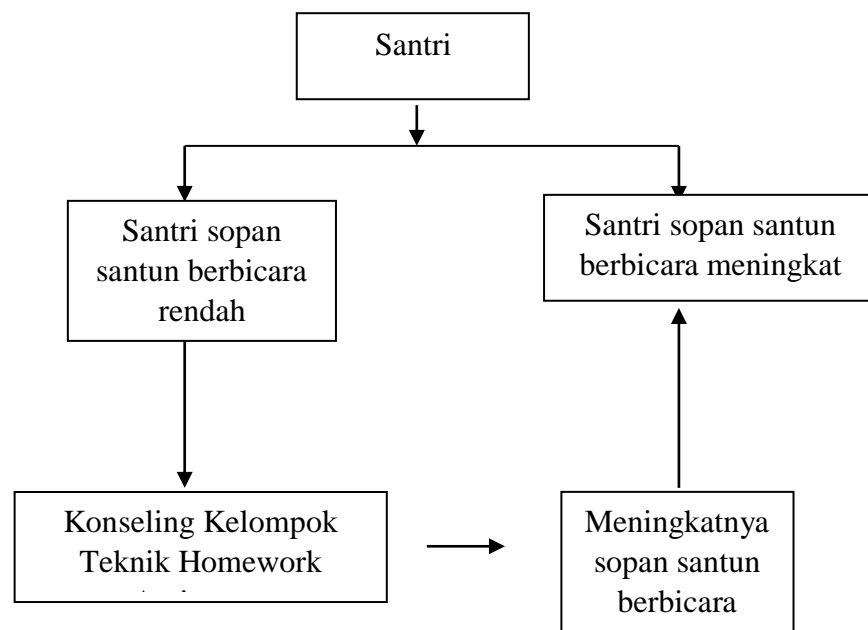 Santri
Santri sopan
santun berbicara
rendah
Santri sopan santun
berbicara meningkat
Konseling Kelompok
Teknik Homework
Meningkatnya
sopan santun
berbicara